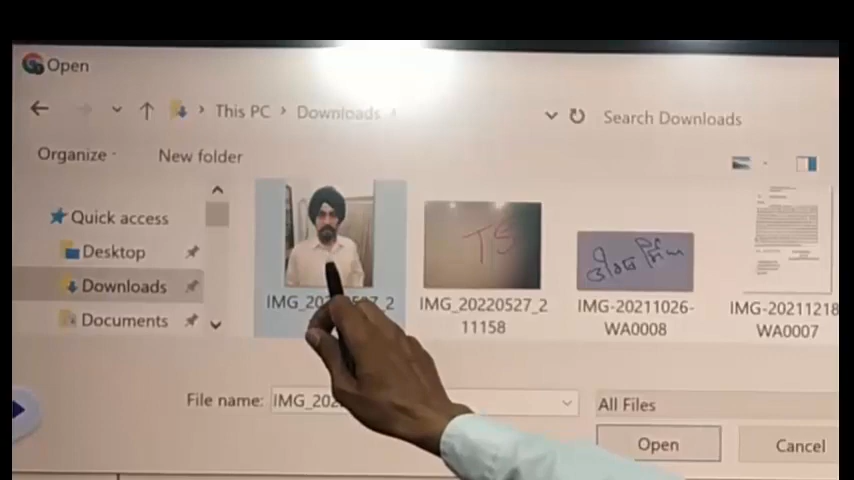 Open
This PC > Downloads
Search Downloads
Organize
New folder
Quick access
Desktop
Downloads
Documents
TS
IMG_20220527_2
11158
IMG-20211026-
WA0008
IMG-20211218
WA0007
File name:
All Files
Open
Cancel